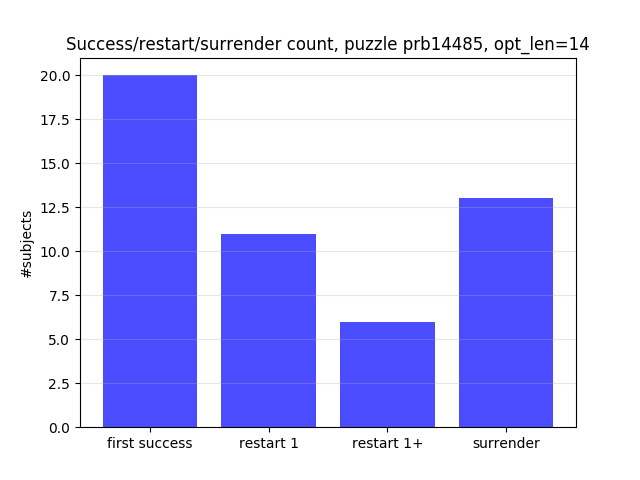 Success/restart/surrender count, puzzle prb14485, opt_len=14
20.0
17.5
15.0
12.5
10.0
7.5
5.0
2.5
0.0
#subjects
first success
restart 1
restart 1+
surrender